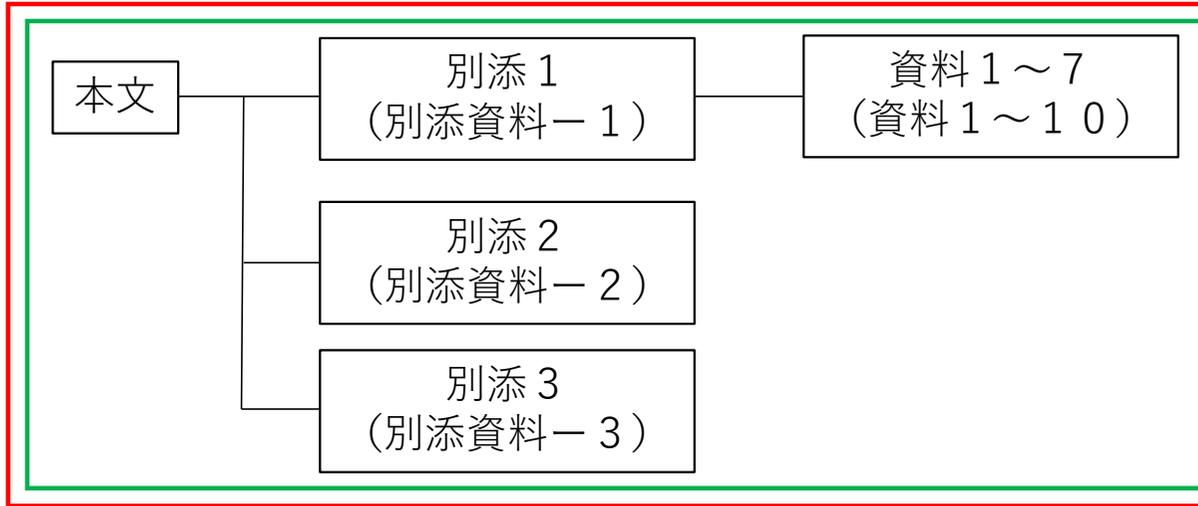 本文
別添１
（別添資料－１）
資料１～７
（資料１～１０）
別添２
（別添資料－２）
別添３
（別添資料－３）